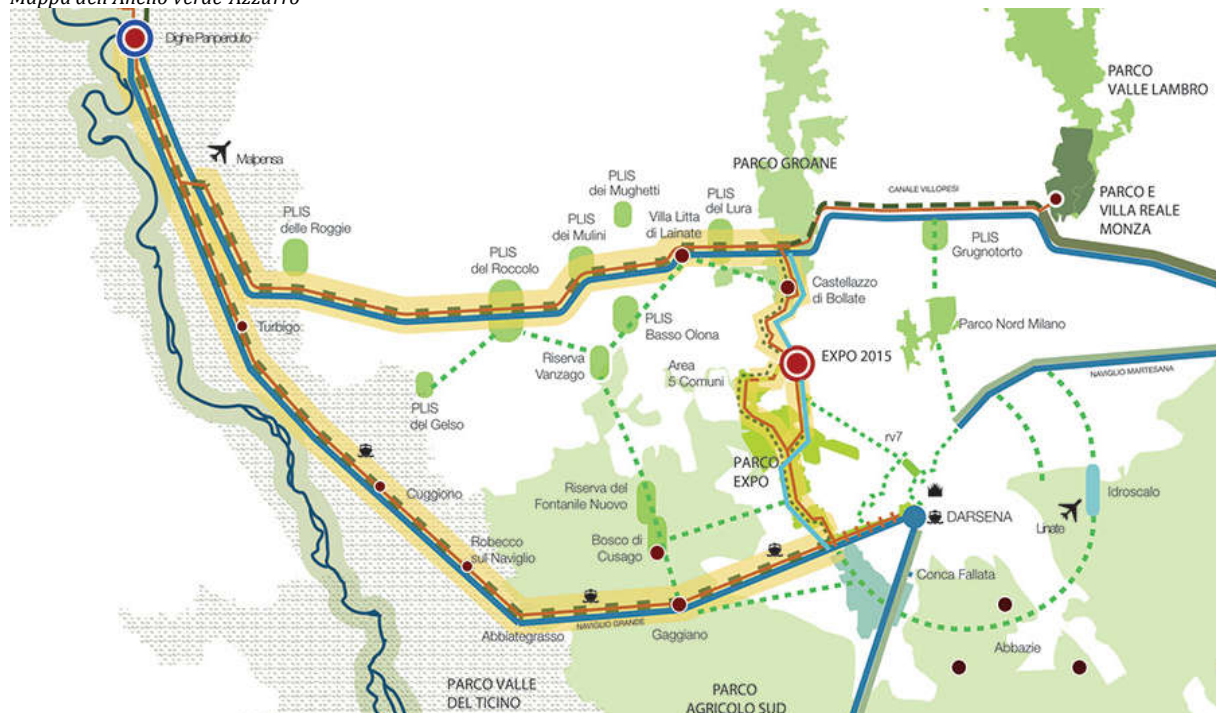 Mappa dell'Anello verde-Azzurro
Dighe Panperduto
PARCO
VALLE LAMBRO
Malpensa
PARCO GROANE
PLIS
dei Mughetti
CANALE VILLORESI
PARCO E
VILLA REALE
MONZA
PLIS
delle Roggie
PLIS
dei Mulini
Villa Litta
di Lainate
PLIS
del Lura
PLIS
del Roccolo
PLIS
Grugnotorto
Castellazzo
di Bollate
Turbigo
PLIS
Basso Olona
Parco Nord Milano
Riserva
Vanzago
Area
5 Comuni
EXPO 2015
NAVIGLIO MARTESANA
PLIS
del Gelso
rv7
PARCO
EXPO
Cuggiono
Riserva del
Fontanile Nuovo
Idroscalo
DARSENA
Linate
Robecco
sul Naviglio
Bosco di
Cusago
Conca Fallata
Abbiategrasso
NAVIGLIO GRANDE
Gaggiano
Abbazie
PARCO VALLE
DEL TICINO
PARCO
AGRICOLO SUD